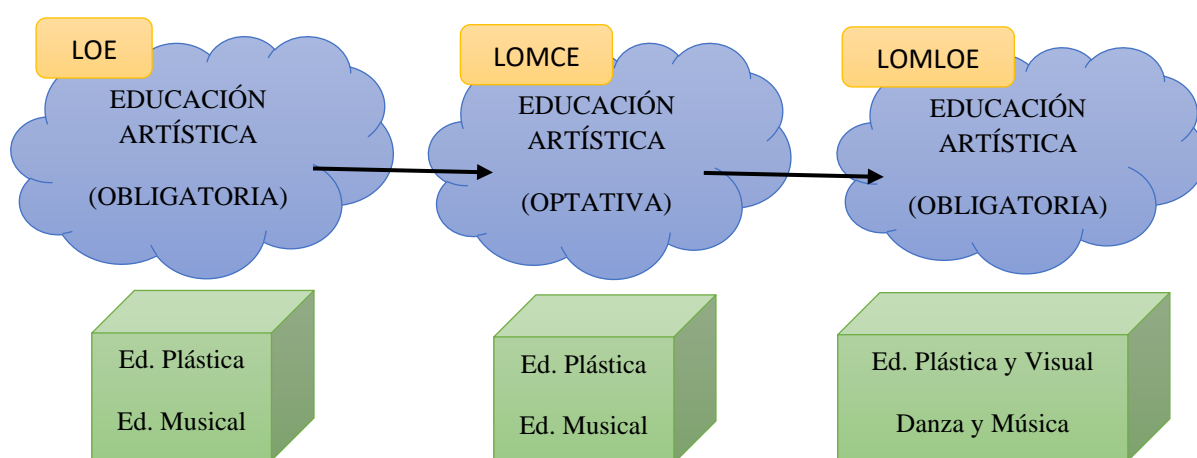 LOE
EDUCACIÓN
ARTÍSTICA
(OBLIGATORIA)
Ed. Plástica
Ed. Musical
LOMCE
EDUCACIÓN
ARTÍSTICA
(OPTATIVA)
Ed. Plástica
Ed. Musical
LOMLOE
EDUCACIÓN
ARTÍSTICA
(OBLIGATORIA)
Ed. Plástica y Visual
Danza y Música